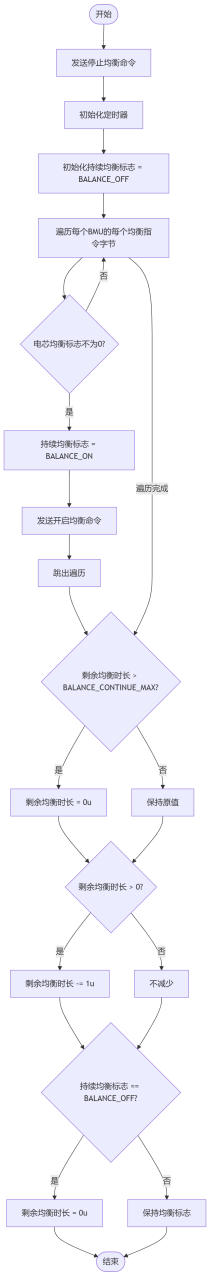 开始
发送停止均衡命令
初始化定时器
初始化持续均衡标志 =
BALANCE_OFF
遍历每个BMU的每个均衡指
令字节
否
电芯均衡标志不为0?
是
持续均衡标志 =
BALANCE_ON
遍历完成
发送开启均衡命令
跳出遍历
剩余均衡时长 >
BALANCE_CONTINUE_MAX?
是
否
剩余均衡时长 = 0u
保持原值
剩余均衡时长 > 0?
是
否
剩余均衡时长 -= 1u
不减少
持续均衡标志 ==
BALANCE_OFF?
是
否
剩余均衡时长 = 0u
保持均衡标志
结束